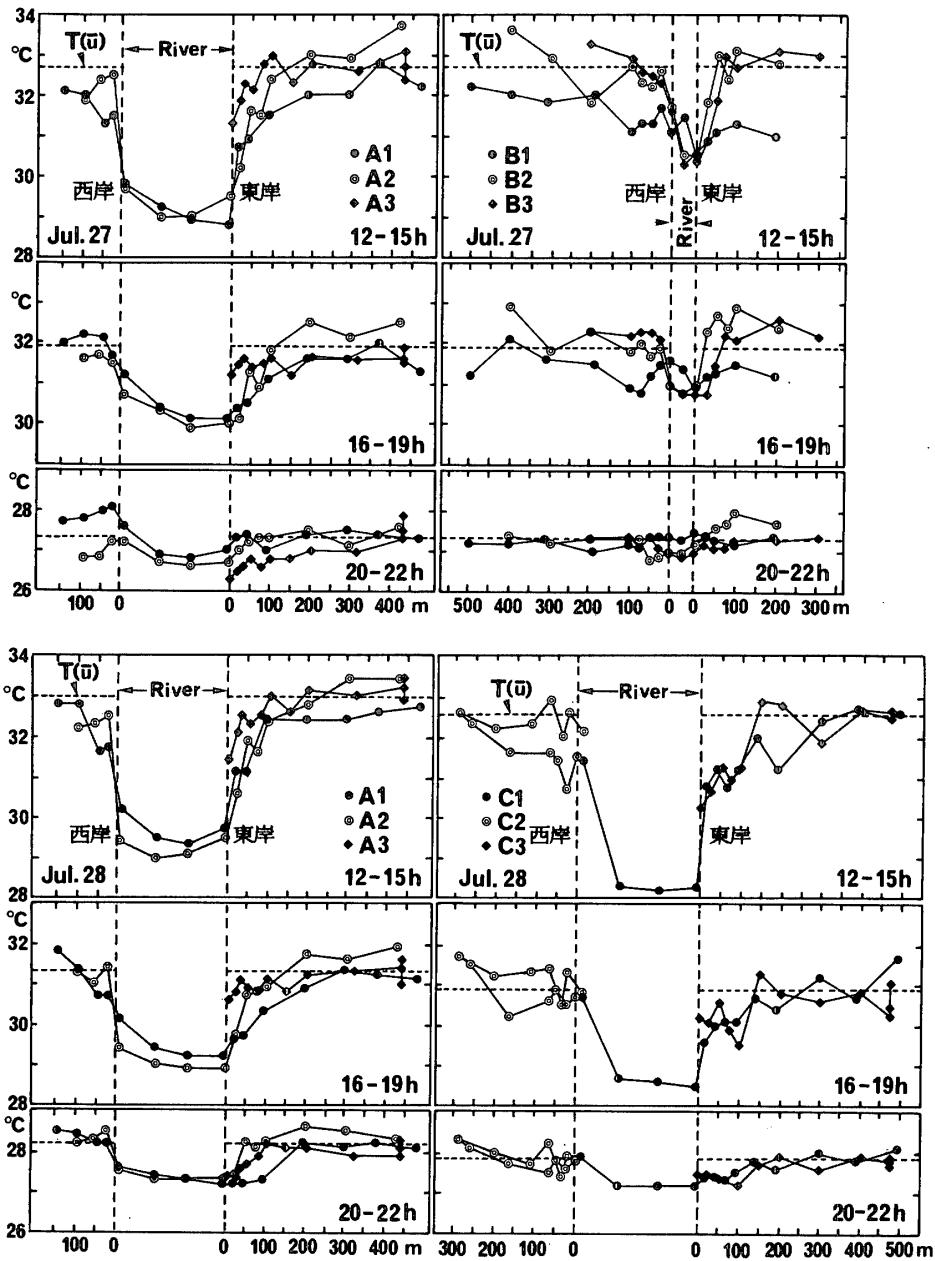 34
°C
T(ū)
River
32
30
西岸
東岸
A1
A2
A3
28
Jul.27
12-15h
T(ū)
B1
B2
B3
西岸
東岸
River
Jul.27
12-15h
°C
32
30
16-19h
16-19h
°C
28
26
20-22h
20-22h
100 0 0 100 200 300 400 m
500 400 300 200 100 0 0 100 200 300 m
34
°C
T(ū)
River
32
30
西岸
東岸
A1
A2
A3
28
Jul.28
12-15h
T(ū)
River
西岸
東岸
C1
C2
C3
Jul.28
12-15h
°C
32
30
28
16-19h
16-19h
°C
28
26
20-22h
20-22h
100 0 0 100 200 300 400 m
300 200 100 0 0 100 200 300 400 500 m